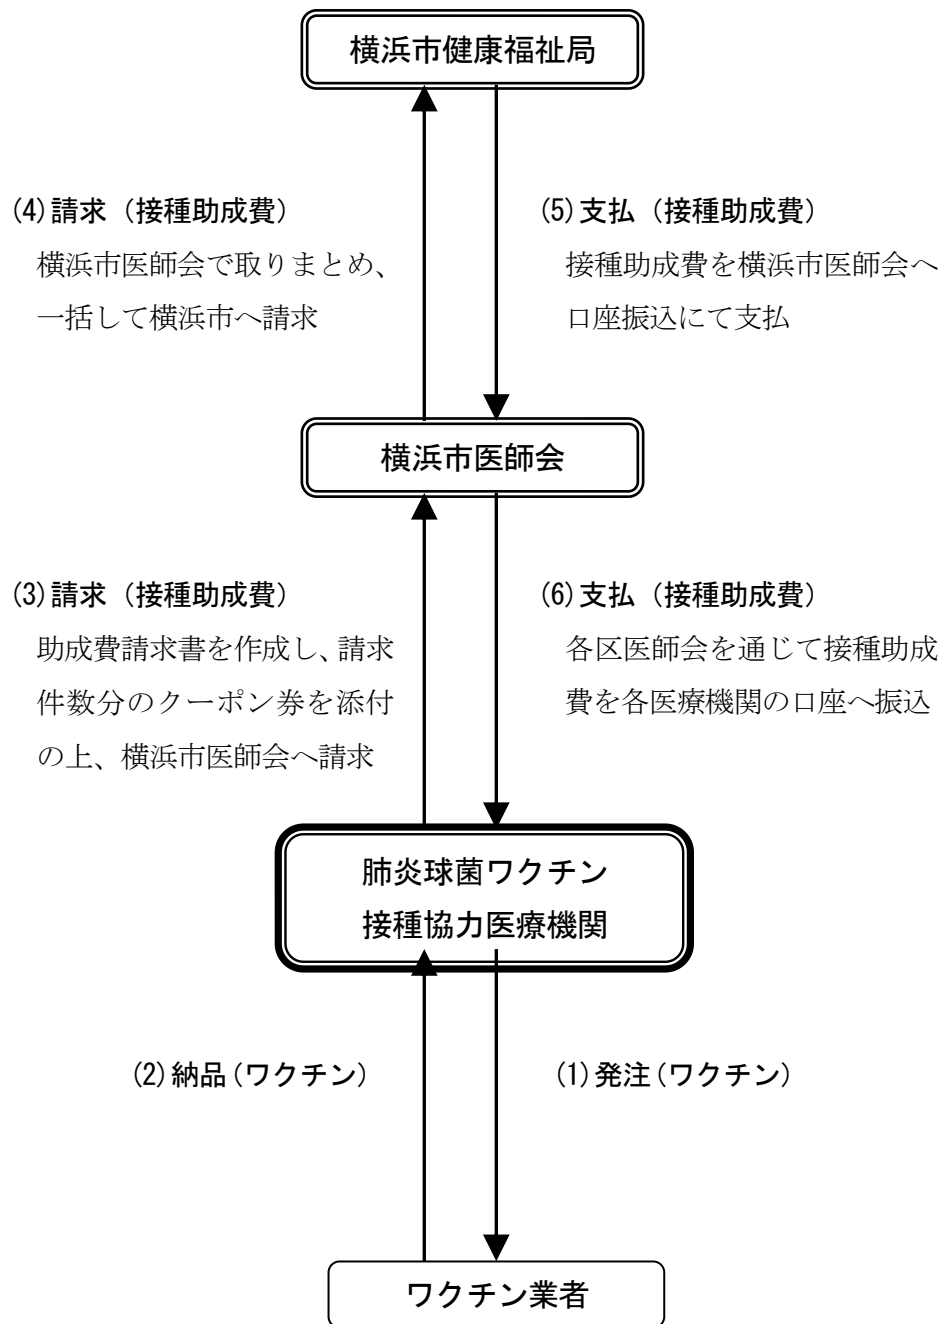 横浜市健康福祉局
(4)請求（接種助成費）
横浜市医師会で取りまとめ、
一括して横浜市へ請求
(5)支払（接種助成費）
接種助成費を横浜市医師会へ
口座振込にて支払
横浜市医師会
(3)請求（接種助成費）
助成費請求書を作成し、請求
件数分のクーポン券を添付
の上、横浜市医師会へ請求
(6)支払（接種助成費）
各区医師会を通じて接種助成
費を各医療機関の口座へ振込
肺炎球菌ワクチン
接種協力医療機関
(2)納品(ワクチン)
(1)発注(ワクチン)
ワクチン業者